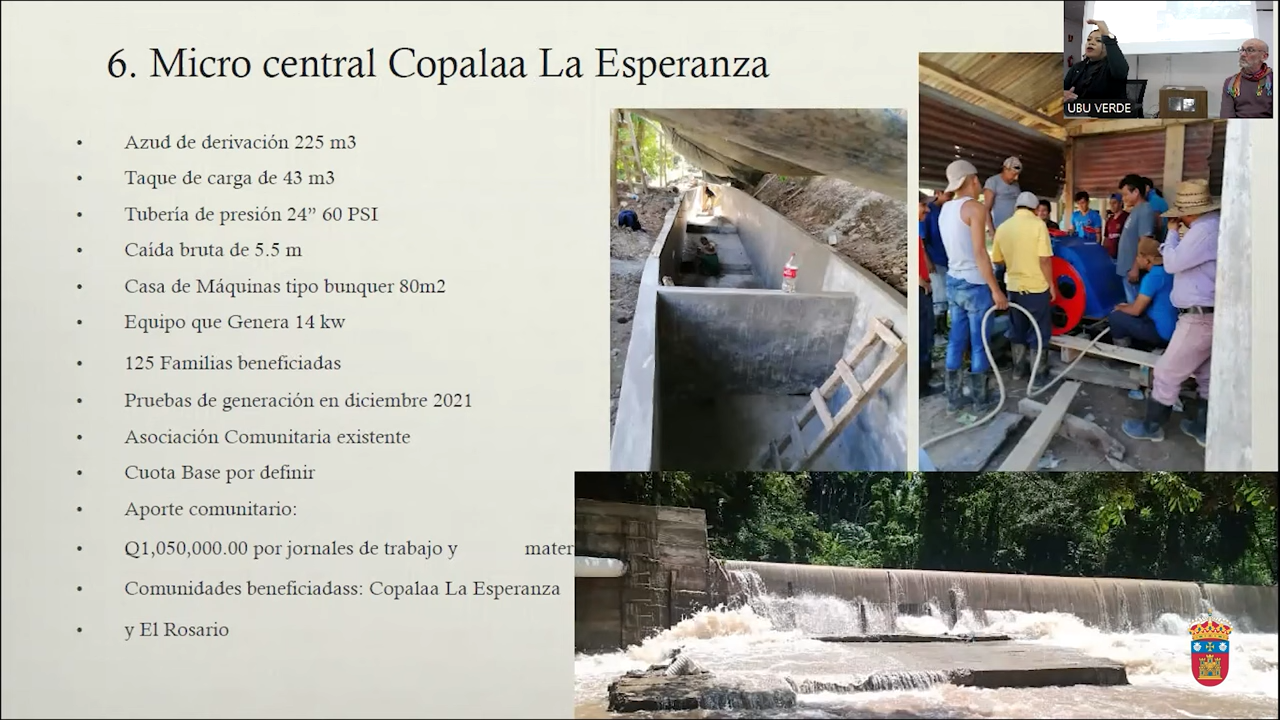 6. Micro central Copalaa La Esperanza
UBU VERDE
• Azud de derivación 225 m3
• Taque de carga de 43 m3
• Tubería de presión 24” 60 PSI
• Caída bruta de 5.5 m
• Casa de Máquinas tipo bunquer 80m2
• Equipo que Genera 14 kw
• 125 Familias beneficiadas
• Pruebas de generación en diciembre 2021
• Asociación Comunitaria existente
• Cuota Base por definir
• Aporte comunitario:
• Q1,050,000.00 por jornales de trabajo y mater
• Comunidades beneficiadass: Copalaa La Esperanza
• y El Rosario